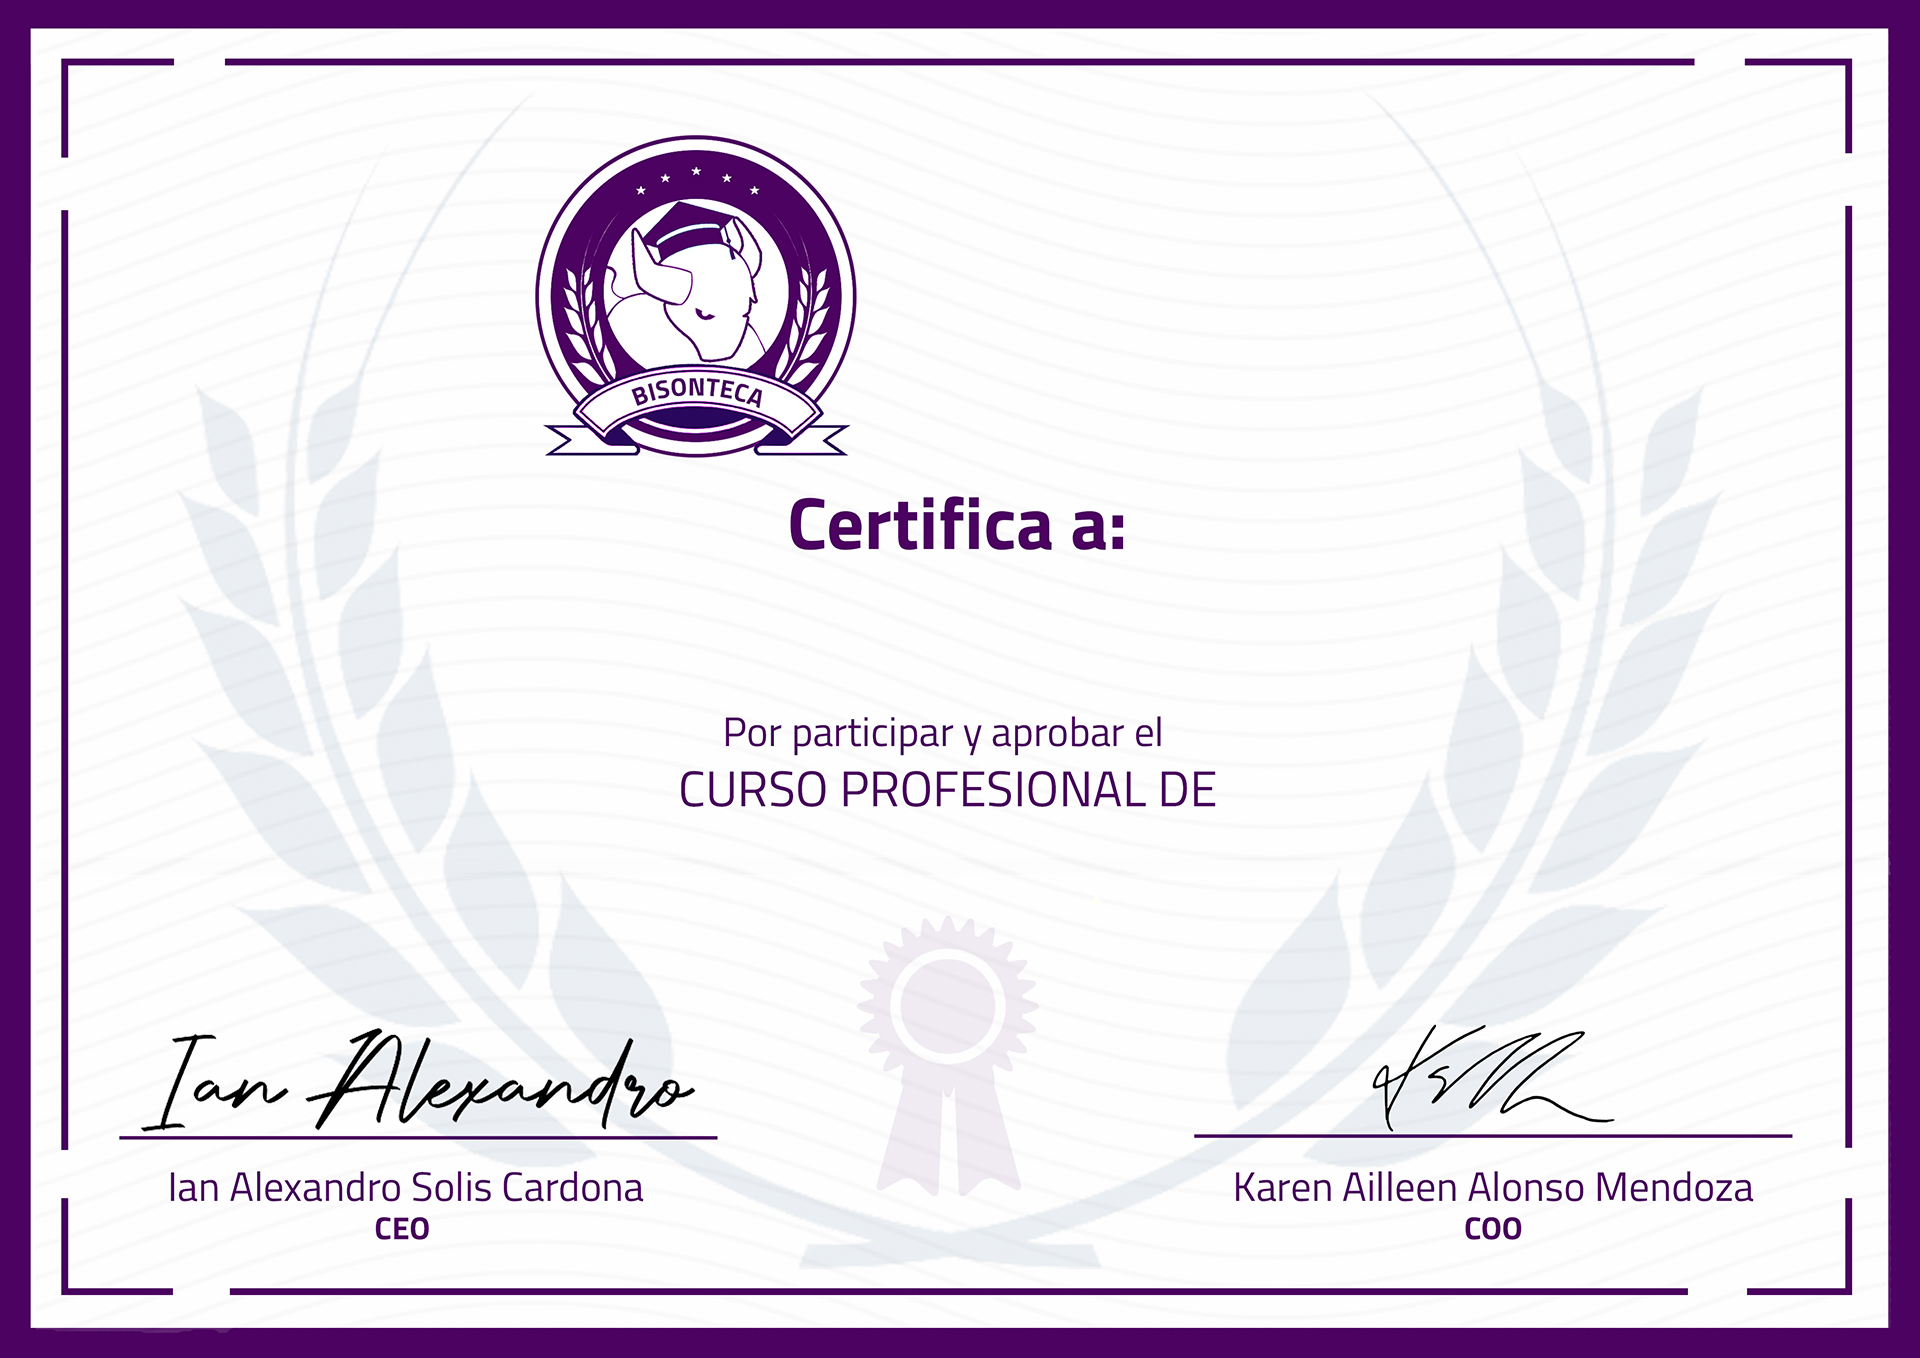 BISONTECA
Certifica a:
Por participar y aprobar el
CURSO PROFESIONAL DE
Ian Alexandro
Ian Alexandro Solis Cardona
CEO
Karen Ailleen Alonso Mendoza
COO